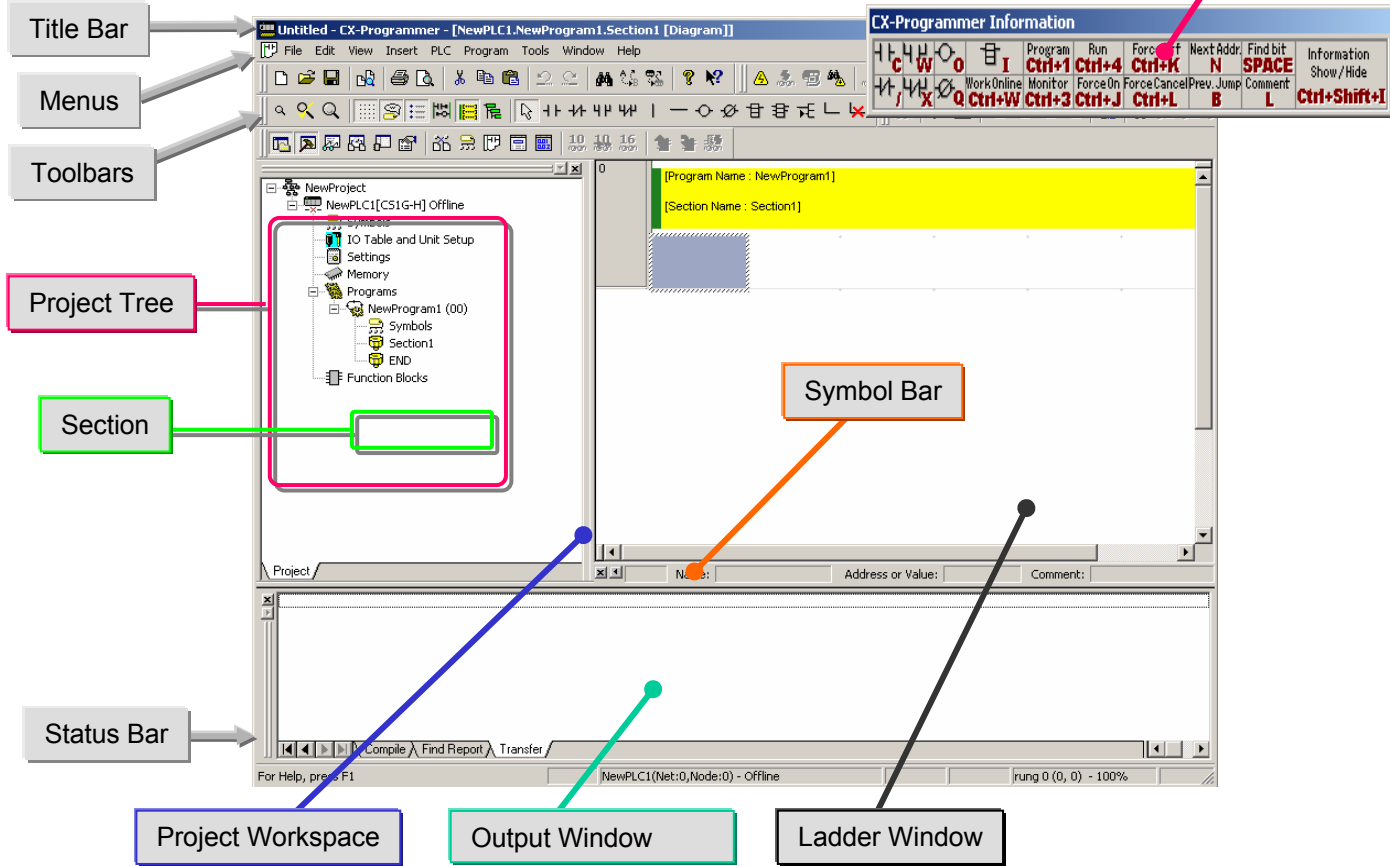 Title Bar
Menus
Toolbars
Project Tree
Section
Status Bar
Untitled - CX-Programmer - [NewPLC1.NewProgram1.Section1 [Diagram]]
File Edit View Insert PLC Program Tools Window Help
CX-Programmer Information
C W O I Program Ctrl+1 Run Ctrl+4 Ctrl+K Next Addr. N Find bit SPACE Information Show/Hide
/ X Q Work Online Ctrl+W Monitor Ctrl+3 Force On Ctrl+J Force Cancel Ctrl+L Prev. Jump B Comment L Ctrl+Shift+I
10 10 16
NewProject
NewPLC1[CS1G-H] Offline
Symbols
IO Table and Unit Setup
Settings
Memory
Programs
NewProgram1 (00)
Symbols
Section1
END
Function Blocks
Project
0
[Program Name : NewProgram1]
[Section Name : Section1]
Symbol Bar
Address or Value:
Comment:
Compile Find Report Transfer
For Help, press F1
NewPLC1(Net:0,Node:0) - Offline
rung 0 (0, 0) - 100%
Project Workspace
Output Window
Ladder Window